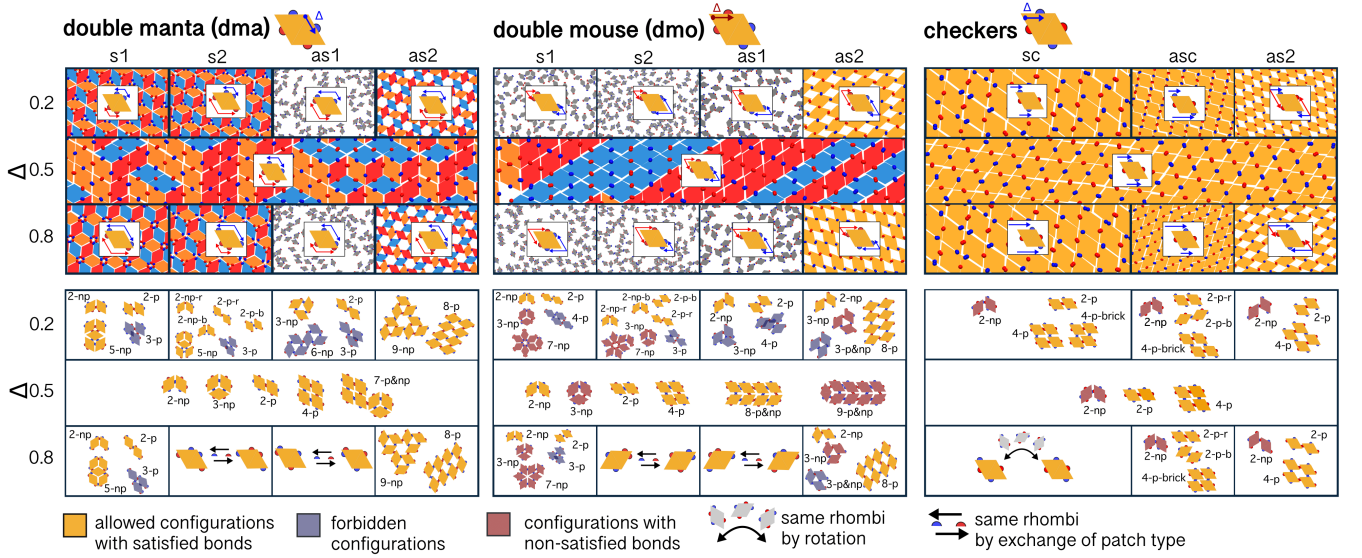 double manta (dma) Δ double mouse (dmo) Δ checkers Δ
s1 s2 as1 as2 s1 s2 as1 as2 sc asc as2
0.2
Δ 0.5
0.8
0.2
2-np 2-p 5-np 3-p
2-np-r 2-p-r 2-np-b 2-p-b 5-np 3-p
3-np 2-p 6-np 3-p
8-p 9-np
2-np 2-p 3-np 4-p 7-np
2-np-b 2-p-b 2-np-r 2-p-r 3-np 7-np 3-p
2-np 2-p 4-p 3-np
2-np 3-np 3-p&np 8-p
2-np 2-p 4-p-brick 4-p
2-np 2-p-r 2-p-b 4-p-brick
2-np 2-p 4-p
Δ 0.5
2-np 3-np 2-p 4-p 7-p&np
2-np 3-np 2-p 4-p 8-p&np 9-p&np
2-np 2-p 4-p
0.8
2-np 2-p 3-p 5-np
8-p 9-np
2-np 2-p 3-np 3-p 7-np
2-np 3-np 3-p&np 8-p
2-np 2-p-r 2-p-b 4-p-brick
2-np 2-p 4-p
allowed configurations
with satisfied bonds
forbidden
configurations
configurations with
non-satisfied bonds
same rhombi
by rotation
same rhombi
by exchange of patch type